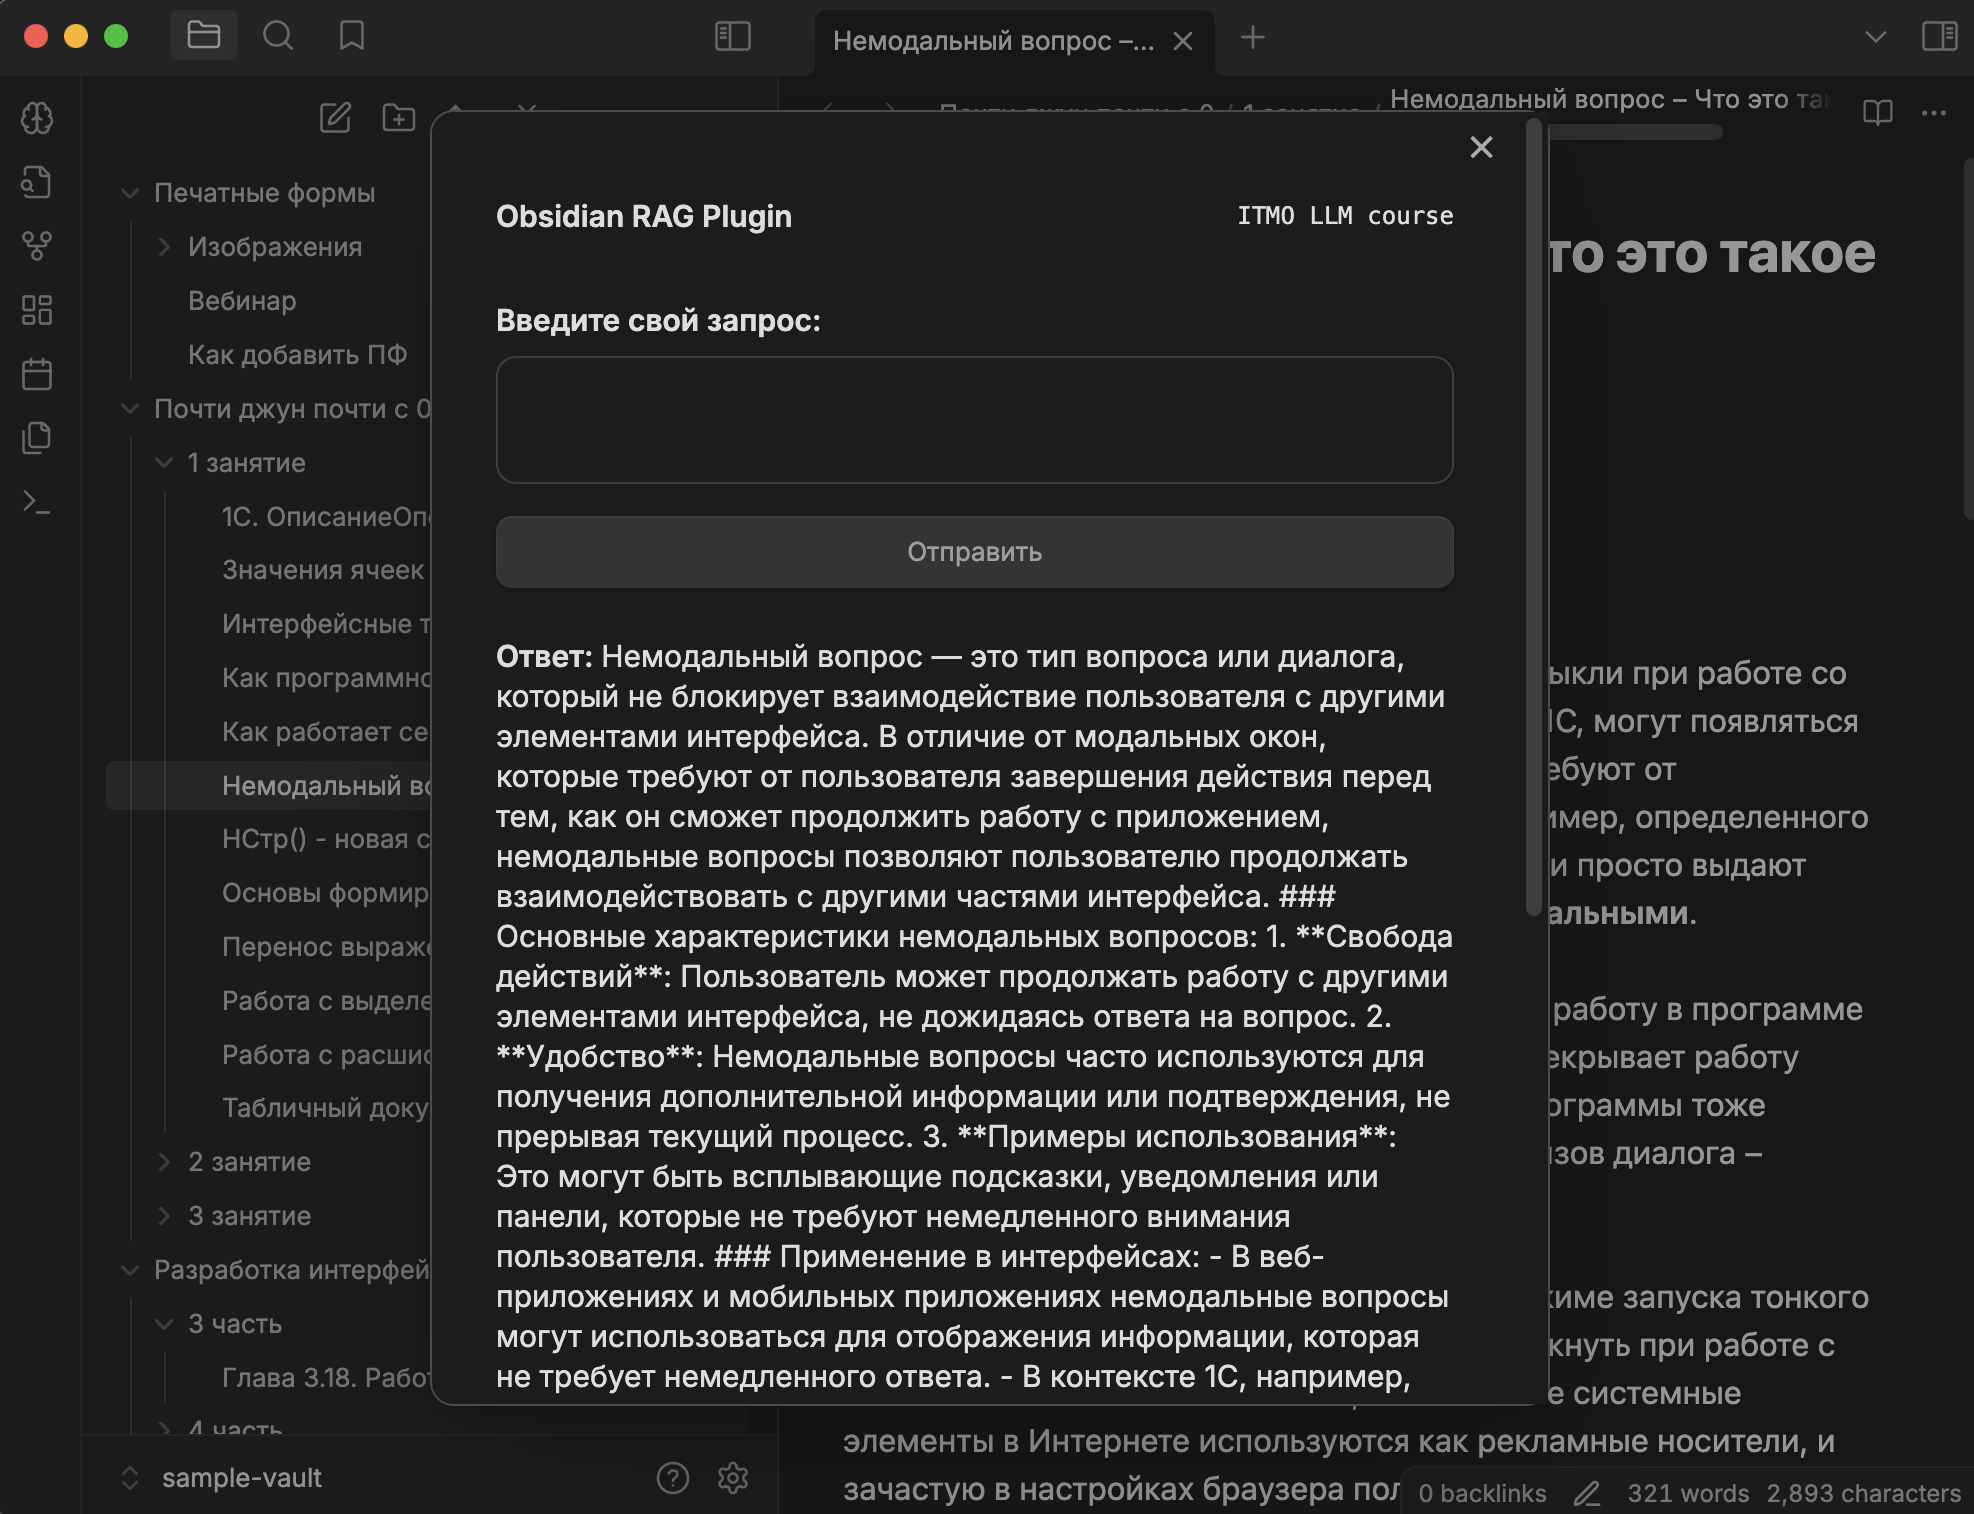 Немодальный вопрос –...
Немодальный вопрос – Что это так
Печатные формы
Изображения
Вебинар
Как добавить ПФ
Почти джун почти с 0
1 занятие
1С. ОписаниеОп
Значения ячеек
Интерфейсные т
Как программно
Как работает се
Немодальный во
НСтр() - новая с
Основы формир
Перенос выраже
Работа с выделе
Работа с расши
Табличный доку
2 занятие
3 занятие
Разработка интерфей
3 часть
Глава 3.18. Рабо
4 часть
sample-vault
Obsidian RAG Plugin
ITMO LLM course
Введите свой запрос:
Отправить
Ответ: Немодальный вопрос — это тип вопроса или диалога,
который не блокирует взаимодействие пользователя с другими
элементами интерфейса. В отличие от модальных окон,
которые требуют от пользователя завершения действия перед
тем, как он сможет продолжить работу с приложением,
немодальные вопросы позволяют пользователю продолжать
взаимодействовать с другими частями интерфейса. ###
Основные характеристики немодальных вопросов: 1. **Свобода
действий**: Пользователь может продолжать работу с другими
элементами интерфейса, не дожидаясь ответа на вопрос. 2.
**Удобство**: Немодальные вопросы часто используются для
получения дополнительной информации или подтверждения, не
прерывая текущий процесс. 3. **Примеры использования**:
Это могут быть всплывающие подсказки, уведомления или
панели, которые не требуют немедленного внимания
пользователя. ### Применение в интерфейсах: - В веб-
приложениях и мобильных приложениях немодальные вопросы
могут использоваться для отображения информации, которая
не требует немедленного ответа. - В контексте 1С, например,
то это такое
ыкли при работе со
1С, могут появляться
ебуют от
имер, определенного
и просто выдают
альными.
работу в программе
екрывает работу
ограммы тоже
изов диалога –
киме запуска тонкого
кнуть при работе с
е системные
элементы в Интернете используются как рекламные носители, и
зачастую в настройках браузера пол
0 backlinks
321 words
2,893 characters